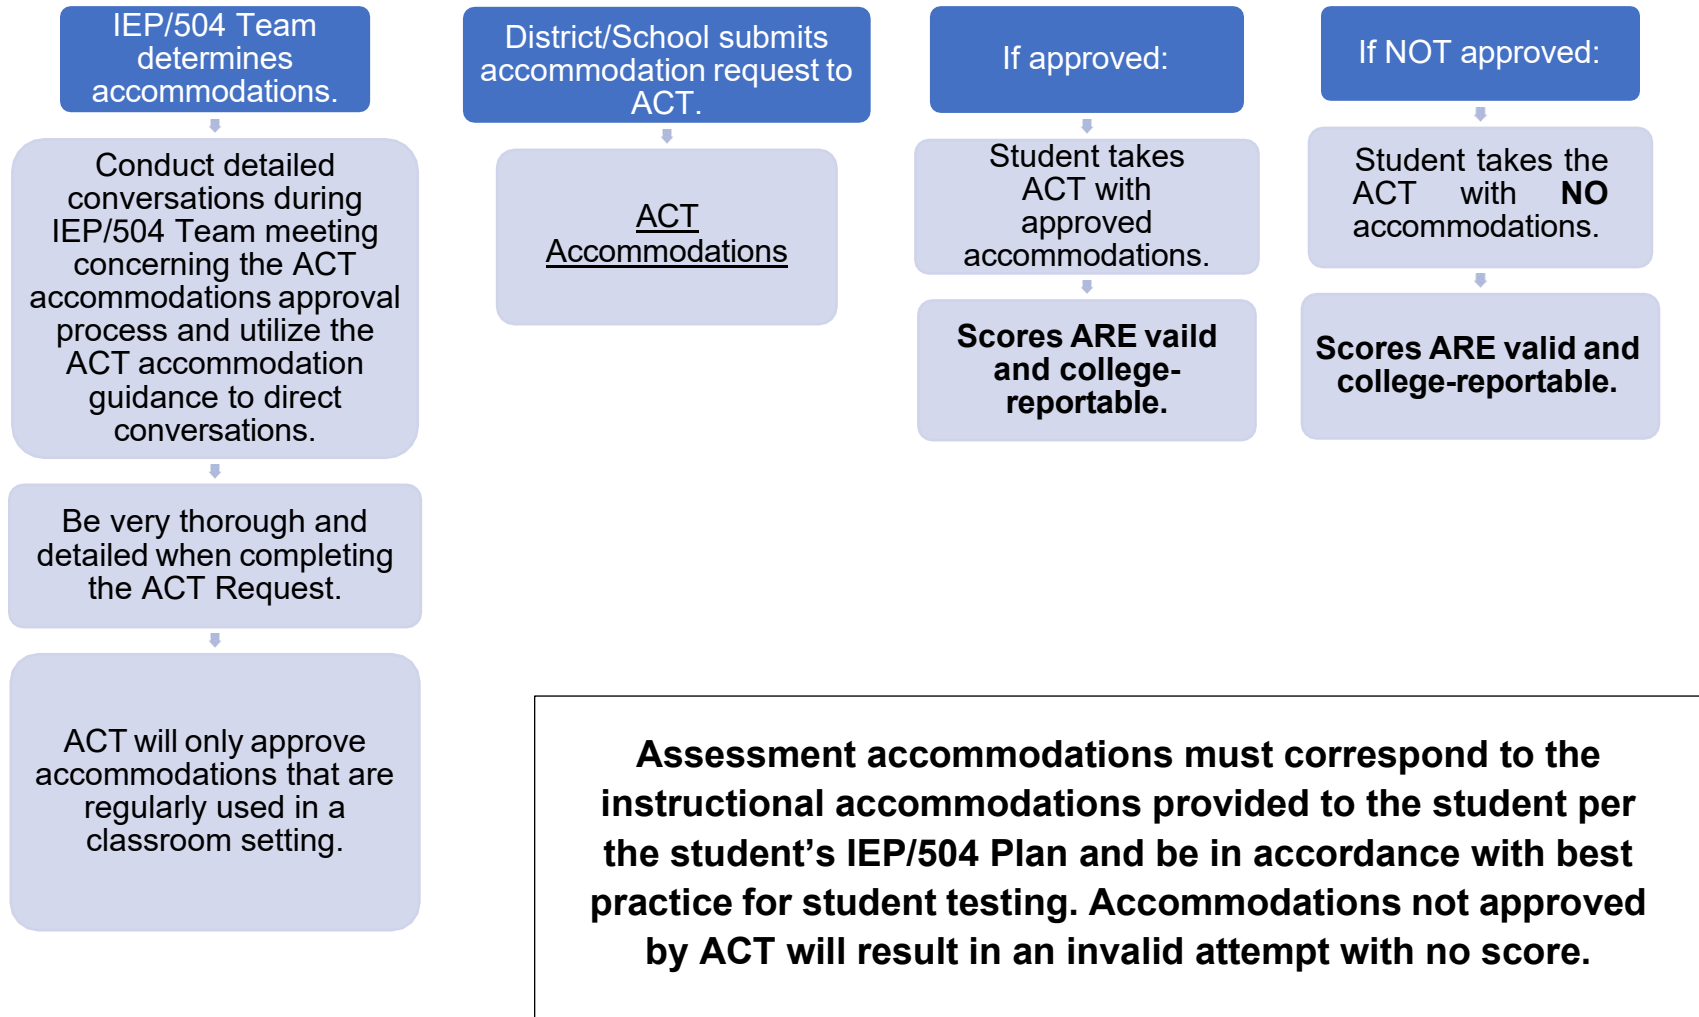 IEP/504 Team
determines
accommodations.
Conduct detailed
conversations during
IEP/504 Team meeting
concerning the ACT
accommodations approval
process and utilize the
ACT accommodation
guidance to direct
conversations.
Be very thorough and
detailed when completing
the ACT Request.
ACT will only approve
accommodations that are
regularly used in a
classroom setting.
District/School submits
accommodation request to
ACT.
ACT
Accommodations
If approved:
Student takes
ACT with
approved
accommodations.
Scores ARE vaild
and college-
reportable.
If NOT approved:
Student takes the
ACT with NO
accommodations.
Scores ARE valid and
college-reportable.
Assessment accommodations must correspond to the
instructional accommodations provided to the student per
the student’s IEP/504 Plan and be in accordance with best
practice for student testing. Accommodations not approved
by ACT will result in an invalid attempt with no score.